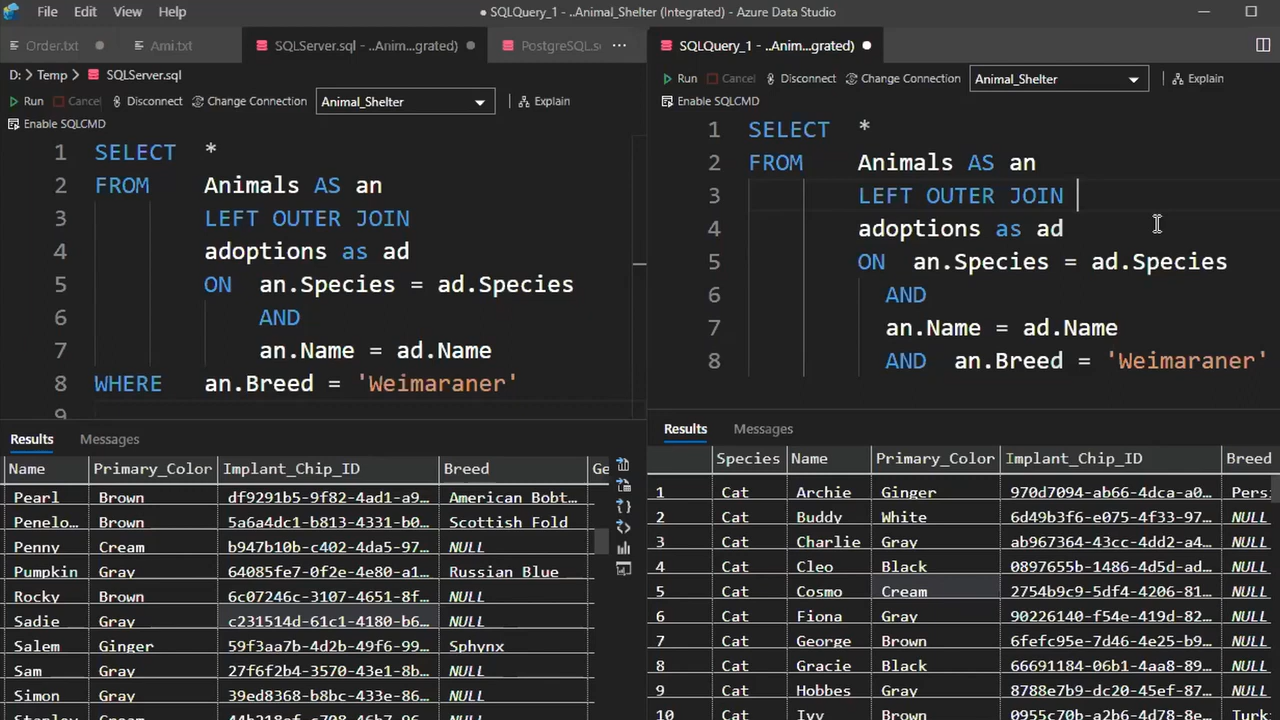 File Edit View Help
● SQLQuery_1 - ..Animal_Shelter (Integrated) - Azure Data Studio
Order.txt
Ami.txt
SQLServer.sql - ..Anim...grated)
PostgreSQL.s
D: > Temp > SQLServer.sql
Run Cancel Disconnect Change Connection Animal_Shelter Explain
Enable SQLCMD
1 SELECT *
2 FROM Animals AS an
3 LEFT OUTER JOIN
4 adoptions as ad
5 ON an.Species = ad.Species
6 AND
7 an.Name = ad.Name
8 WHERE an.Breed = 'Weimaraner'
9
Results Messages
Name Primary_Color Implant_Chip_ID Breed Ge
Pearl Brown df9291b5-9f82-4ad1-a9… American Bobt…
Penelo… Brown 5a6a4dc1-b813-4331-b0… Scottish Fold
Penny Cream b947b10b-c402-4da5-97… NULL
Pumpkin Gray 64085fe7-0f2e-4e80-a1… Russian Blue
Rocky Brown 6c07246c-3107-4651-8f… NULL
Sadie Gray c231514d-61c1-4180-b6… NULL
Salem Ginger 59f3aa7b-4d2b-49f6-99… Sphynx
Sam Gray 27f6f2b4-3570-43e1-8b… NULL
Simon Gray 39ed8368-b8bc-433e-86… NULL
SQLQuery_1 - ..Anim...grated)
Run Cancel Disconnect Change Connection Animal_Shelter Explain
Enable SQLCMD
1 SELECT *
2 FROM Animals AS an
3 LEFT OUTER JOIN
4 adoptions as ad
5 ON an.Species = ad.Species
6 AND
7 an.Name = ad.Name
8 AND an.Breed = 'Weimaraner'
Results Messages
Species Name Primary_Color Implant_Chip_ID Breed
1 Cat Archie Ginger 970d7094-ab66-4dca-a0… Pers
2 Cat Buddy White 6d49b3f6-e075-4f33-97… NULL
3 Cat Charlie Gray ab967364-43cc-4dd2-a4… NULL
4 Cat Cleo Black 0897655b-1486-4d5d-ad… NULL
5 Cat Cosmo Cream 2754b9c9-5df4-4206-81… NULL
6 Cat Fiona Gray 90226140-f54e-419d-82… NULL
7 Cat George Brown 6fefc95e-7d46-4e25-b9… NULL
8 Cat Gracie Black 66691184-06b1-4aa8-89… NULL
9 Cat Hobbes Gray 8788e7b9-dc20-45ef-87… NULL
10 Cat Ivy Brown 0955c70b-a2b6-4d78-8e… Turk